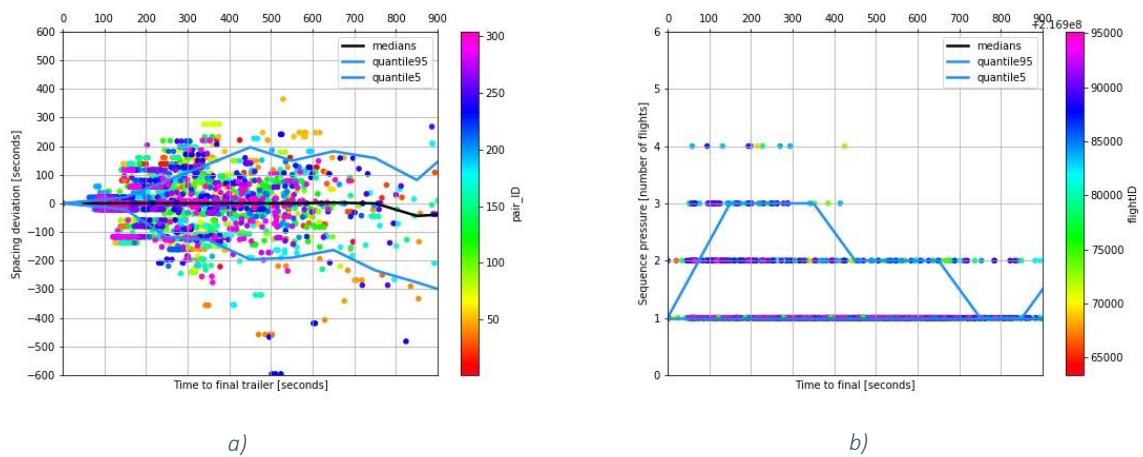 0 100 200 300 400 500 600 700 800 900
600
500
400
300
200
100
0
−100
−200
−300
−400
−500
−600
Spacing deviation [seconds]
Time to final trailer [seconds]
medians
quantile95
quantile5
300
250
200
150
100
50
pair_ID
a)
0 100 200 300 400 500 600 700 800 900
+2.169e8
6
5
4
3
2
1
0
Sequence pressure [number of flights]
Time to final [seconds]
medians
quantile95
quantile5
95000
90000
85000
80000
75000
70000
65000
flightID
b)